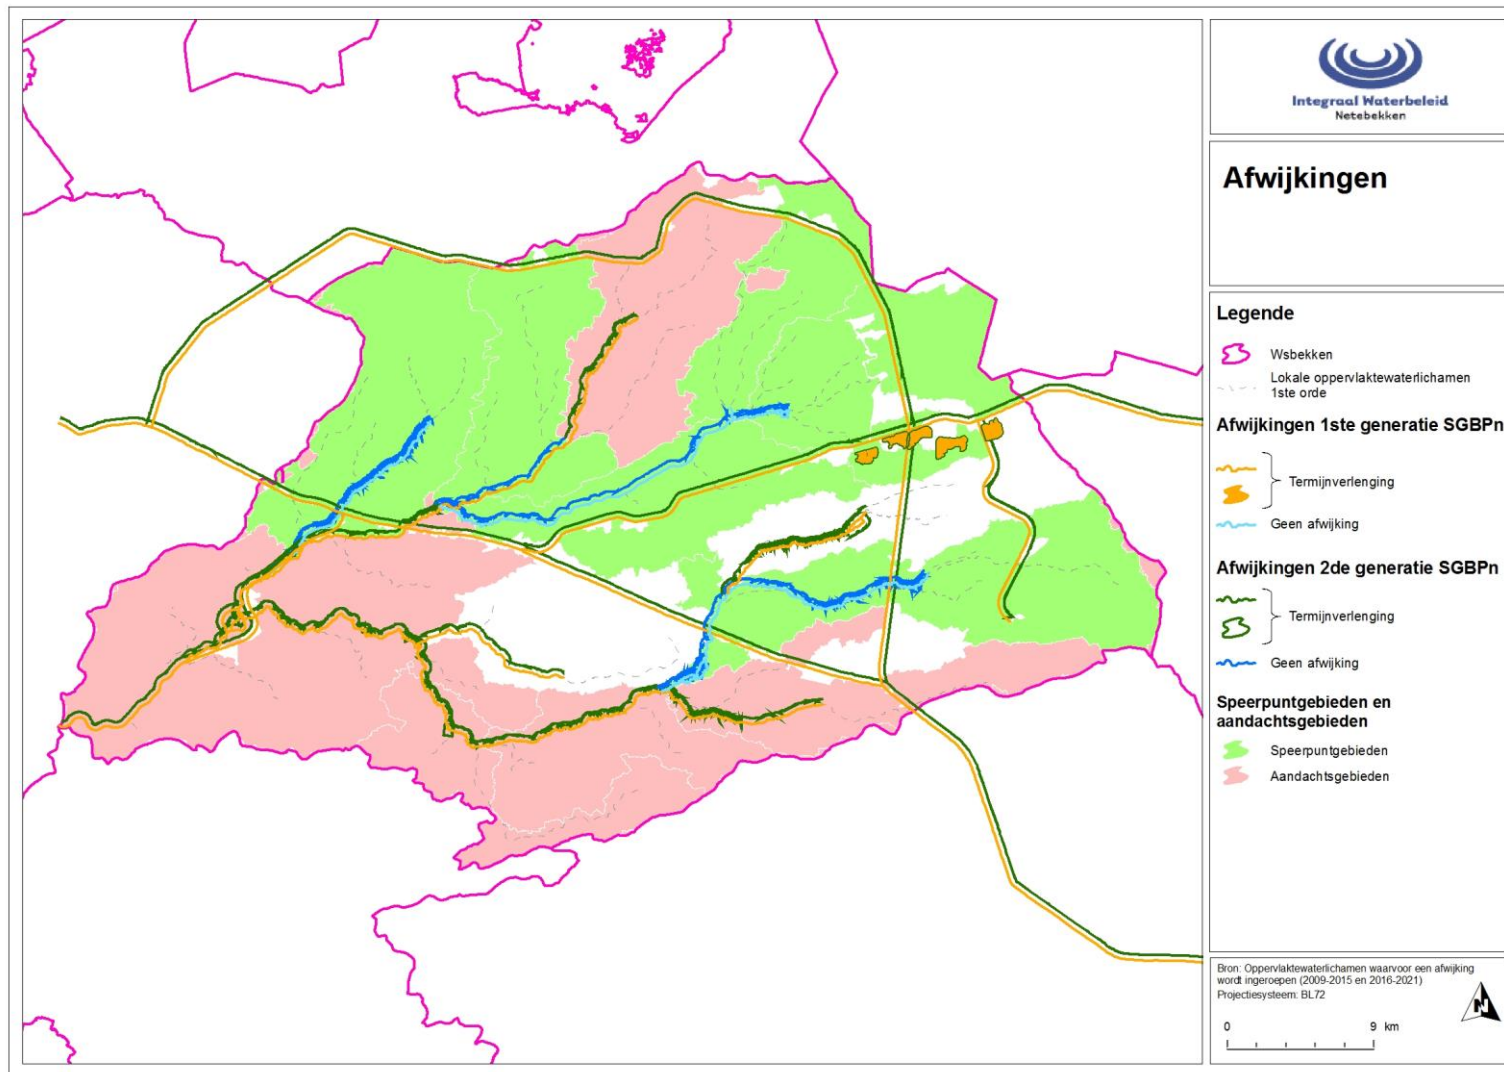 Integraal Waterbeleid
Netebekken
Afwijkingen
Legende
Wsbekken
Lokale oppervlaktewaterlichamen
1ste orde
Afwijkingen 1ste generatie SGBPn
Termijnverlenging
Geen afwijking
Afwijkingen 2de generatie SGBPn
Termijnverlenging
Geen afwijking
Speerpuntgebieden en
aandachtsgebieden
Speerpuntgebieden
Aandachtsgebieden
Bron: Oppervlaktewaterlichamen waarvoor een afwijking
wordt ingeroepen (2009-2015 en 2016-2021)
Projectiesysteem: BL72
N
0 9 km